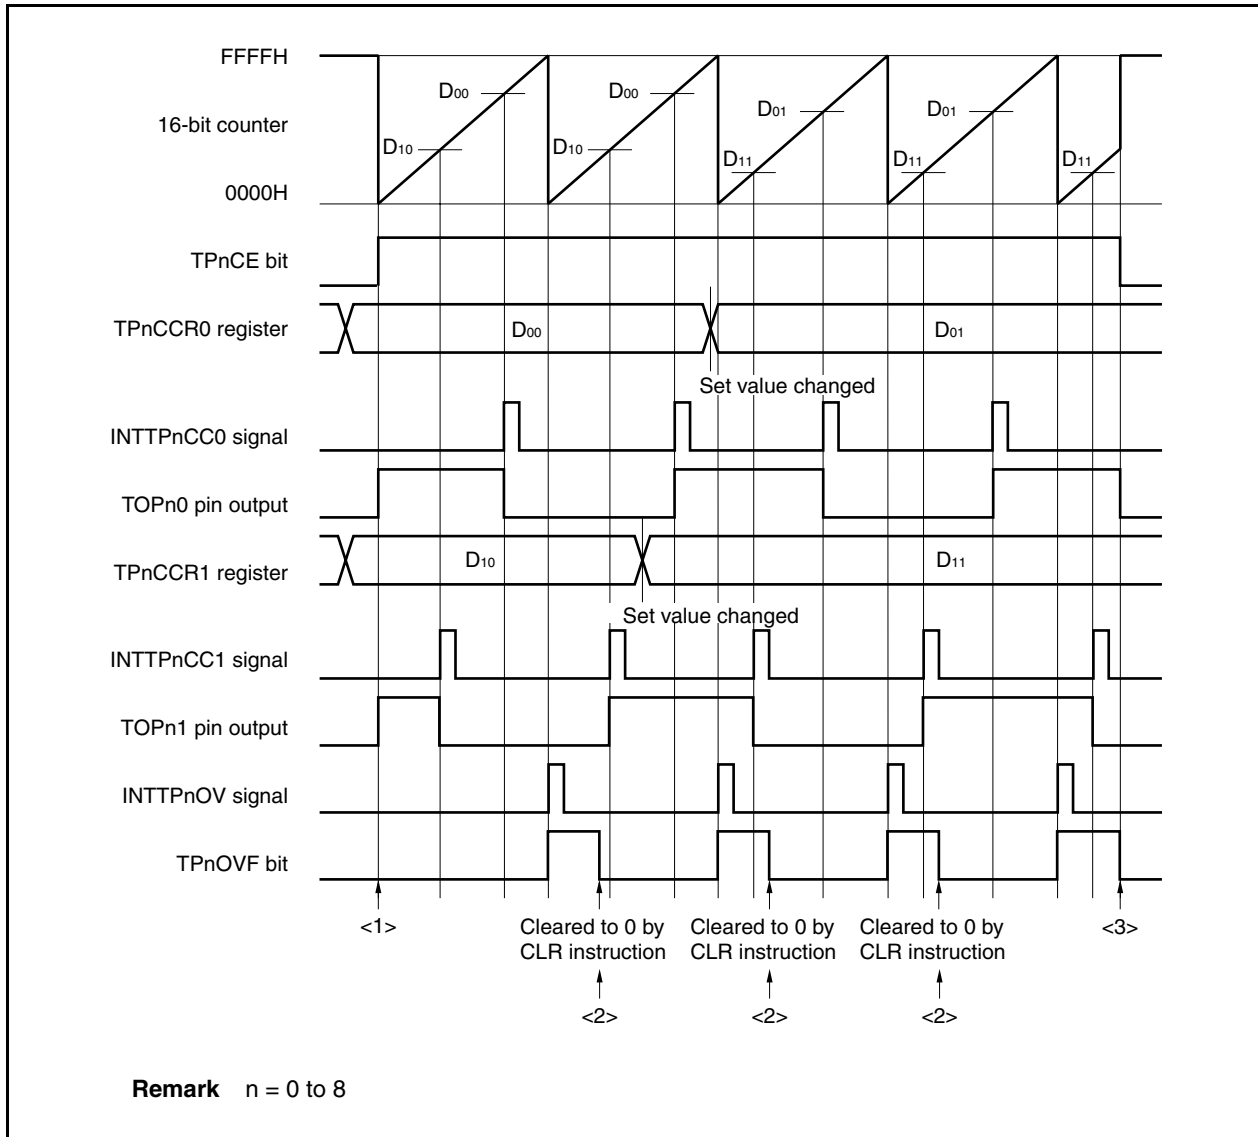 FFFFH
D00 D00
D01 D01
16-bit counter
D10 D10
D11 D11 D11
0000H
TPnCE bit
TPnCCR0 register
D00 D01
Set value changed
INTTPnCC0 signal
TOPn0 pin output
TPnCCR1 register
D10 D11
Set value changed
INTTPnCC1 signal
TOPn1 pin output
INTTPnOV signal
TPnOVF bit
<1>
Cleared to 0 by
CLR instruction
<2>
Cleared to 0 by
CLR instruction
<2>
Cleared to 0 by
CLR instruction
<2>
<3>
Remark n = 0 to 8